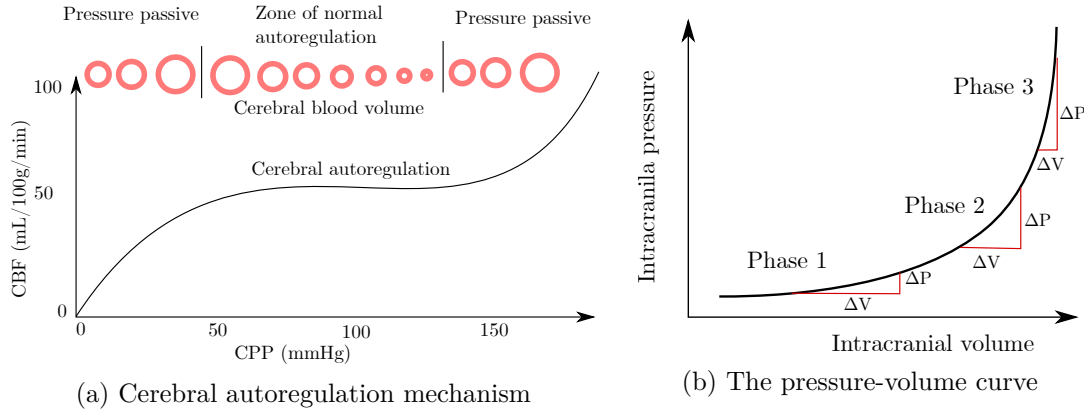 Pressure passive
Zone of normal
autoregulation
Pressure passive
Cerebral blood volume
Cerebral autoregulation
100
50
0
CBF (mL/100g/min)
0
50
100
150
CPP (mmHg)
(a) Cerebral autoregulation mechanism
Intracranila pressure
Phase 3
ΔP
ΔV
Phase 2
ΔP
ΔV
Phase 1
ΔP
ΔV
Intracranial volume
(b) The pressure-volume curve